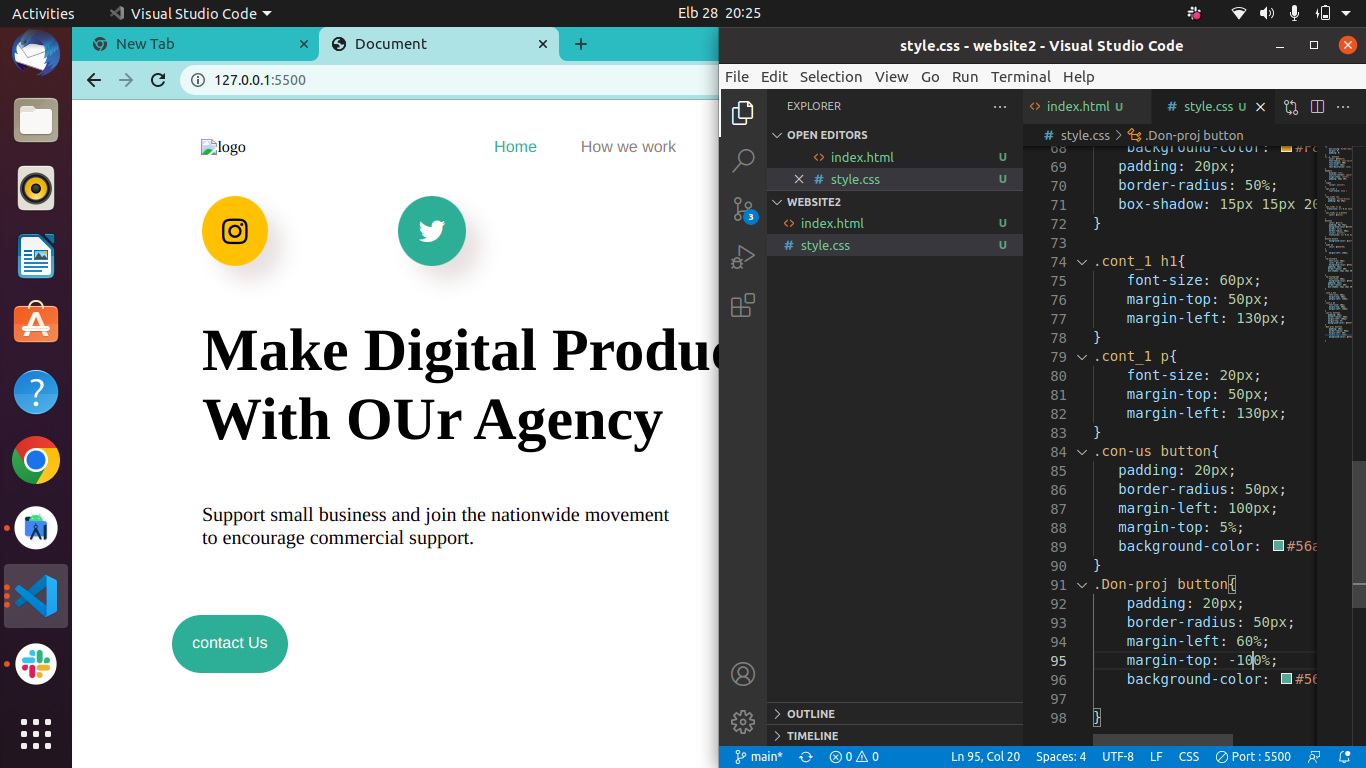 Activities
Visual Studio Code
Elb 28 20:25
New Tab
Document
127.0.0.1:5500
logo
Home
How we work
Make Digital Produc
With OUr Agency
Support small business and join the nationwide movement
to encourage commercial support.
contact Us
style.css - website2 - Visual Studio Code
File Edit Selection View Go Run Terminal Help
EXPLORER
OPEN EDITORS
index.html U
style.css U
WEBSITE2
index.html U
style.css U
3
OUTLINE
TIMELINE
index.html U
style.css U
style.css > .Don-proj button
68 background-color:
69 padding: 20px;
70 border-radius: 50%;
71 box-shadow: 15px 15px 20
72 }
73
74 .cont_1 h1{
75 font-size: 60px;
76 margin-top: 50px;
77 margin-left: 130px;
78 }
79 .cont_1 p{
80 font-size: 20px;
81 margin-top: 50px;
82 margin-left: 130px;
83 }
84 .con-us button{
85 padding: 20px;
86 border-radius: 50px;
87 margin-left: 100px;
88 margin-top: 5%;
89 background-color: #56a
90 }
91 .Don-proj button{
92 padding: 20px;
93 border-radius: 50px;
94 margin-left: 60%;
95 margin-top: -100%;
96 background-color: #56
97
98 }
main* 0 0 Ln 95, Col 20 Spaces: 4 UTF-8 LF CSS Port : 5500